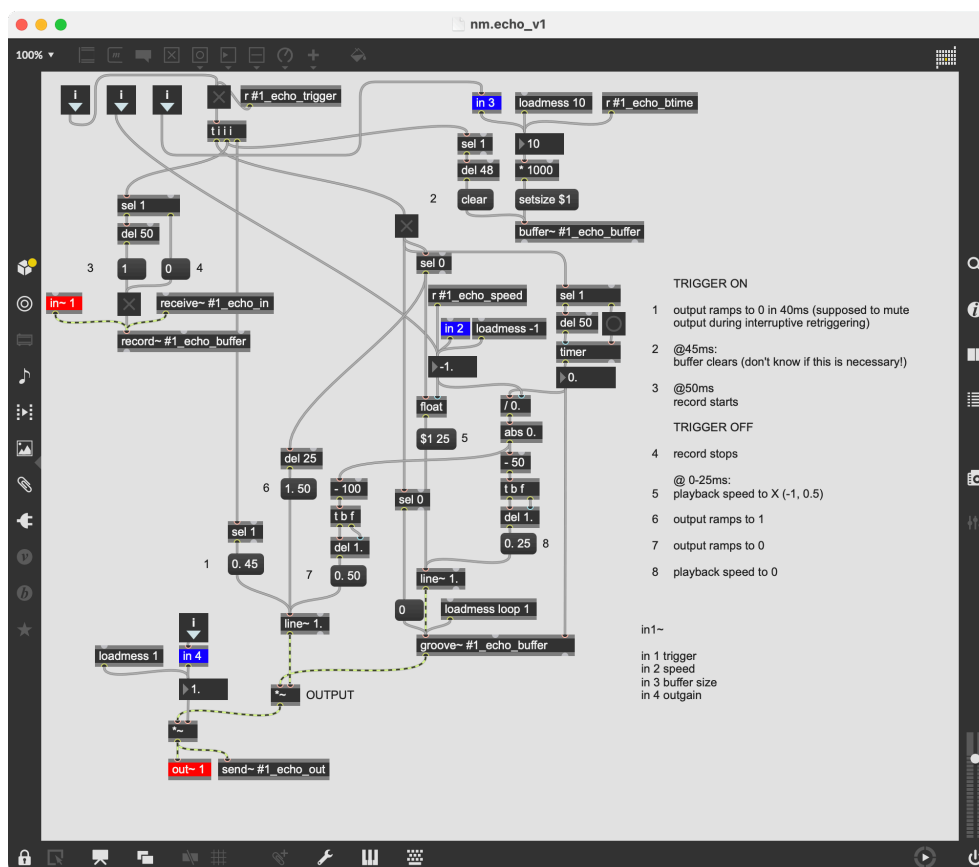 nm.echo_v1
100% ▼
i
i
i
r #1_echo_trigger
in 3
loadmess 10
r #1_echo_btime
t i i i
sel 1
10
del 48
* 1000
2
clear
setsize $1
sel 1
buffer~ #1_echo_buffer
del 50
3
1
0
4
sel 0
in~ 1
receive~ #1_echo_in
r #1_echo_speed
sel 1
record~ #1_echo_buffer
in 2
loadmess -1
del 50
timer
-1.
0.
float
/ 0.
$1 25
5
abs 0.
del 25
- 50
6
1. 50
- 100
sel 0
t b f
t b f
del 1.
sel 1
del 1.
0. 25
8
1
0. 45
7
0. 50
line~ 1.
0
loadmess loop 1
i
line~ 1.
groove~ #1_echo_buffer
loadmess 1
in 4
1.
*~
OUTPUT
*~
out~ 1
send~ #1_echo_out
TRIGGER ON
1 output ramps to 0 in 40ms (supposed to mute
output during interruptive retriggering)
2 @45ms:
buffer clears (don't know if this is necessary!)
3 @50ms
record starts
TRIGGER OFF
4 record stops
@ 0-25ms:
5 playback speed to X (-1, 0.5)
6 output ramps to 1
7 output ramps to 0
8 playback speed to 0
in1~
in 1 trigger
in 2 speed
in 3 buffer size
in 4 outgain